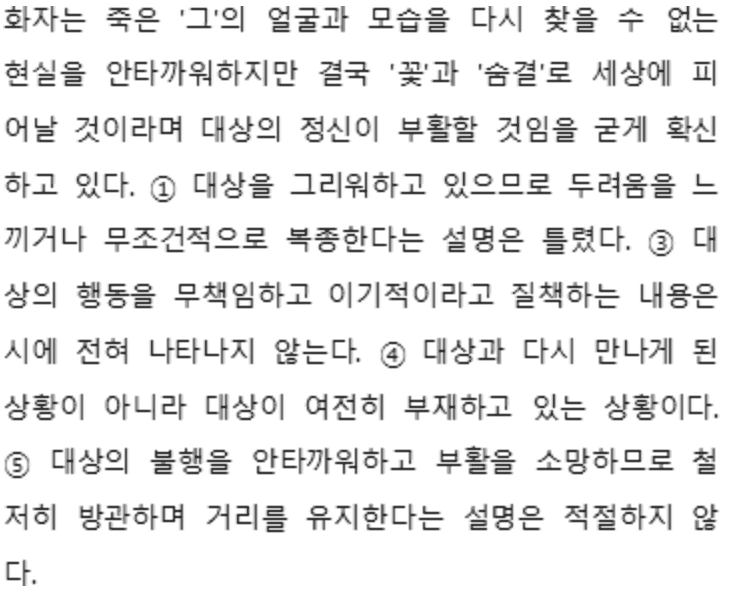 화자는 죽은 '그'의 얼굴과 모습을 다시 찾을 수 없는
현실을 안타까워하지만 결국 '꽃'과 '숨결'로 세상에 피
어날 것이라며 대상의 정신이 부활할 것임을 굳게 확신
하고 있다. ① 대상을 그리워하고 있으므로 두려움을 느
끼거나 무조건적으로 복종한다는 설명은 틀렸다. ③ 대
상의 행동을 무책임하고 이기적이라고 질책하는 내용은
시에 전혀 나타나지 않는다. ④ 대상과 다시 만나게 된
상황이 아니라 대상이 여전히 부재하고 있는 상황이다.
⑤ 대상의 불행을 안타까워하고 부활을 소망하므로 철
저히 방관하며 거리를 유지한다는 설명은 적절하지 않
다.